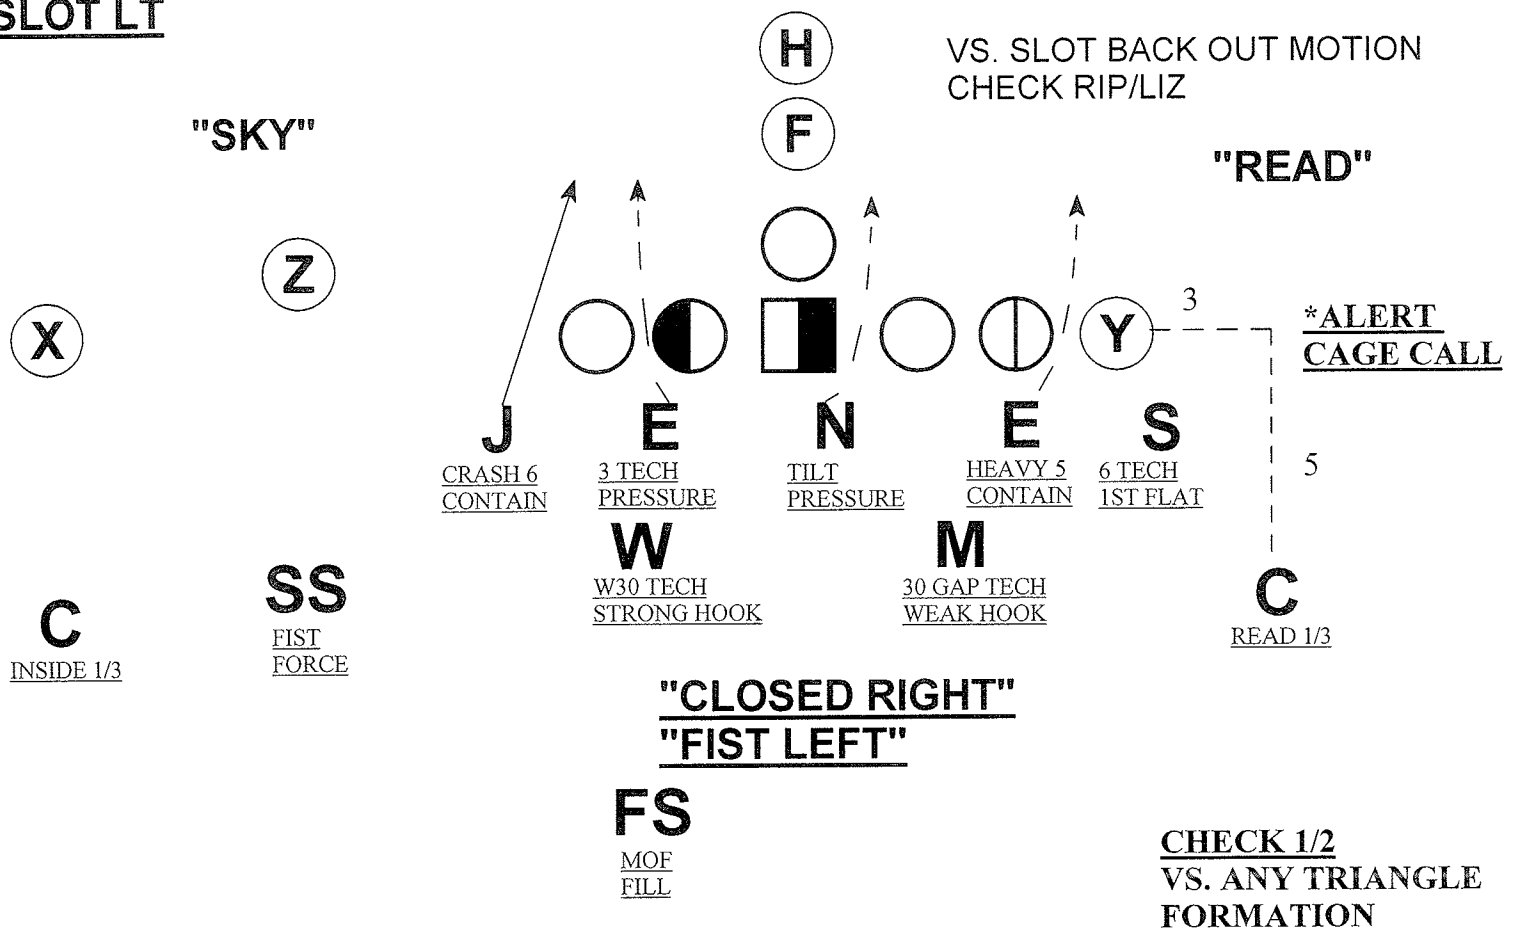 SLOT LT
H
VS. SLOT BACK OUT MOTION
CHECK RIP/LIZ
F
"SKY"
"READ"
Z
X
Y
3
*ALERT
CAGE CALL
J
E
N
E
S
CRASH 6
CONTAIN
3 TECH
PRESSURE
TILT
PRESSURE
HEAVY 5
CONTAIN
6 TECH
1ST FLAT
5
W
M
W30 TECH
STRONG HOOK
30 GAP TECH
WEAK HOOK
SS
FIST
FORCE
C
INSIDE 1/3
C
READ 1/3
"CLOSED RIGHT"
"FIST LEFT"
FS
MOF
FILL
CHECK 1/2
VS. ANY TRIANGLE
FORMATION